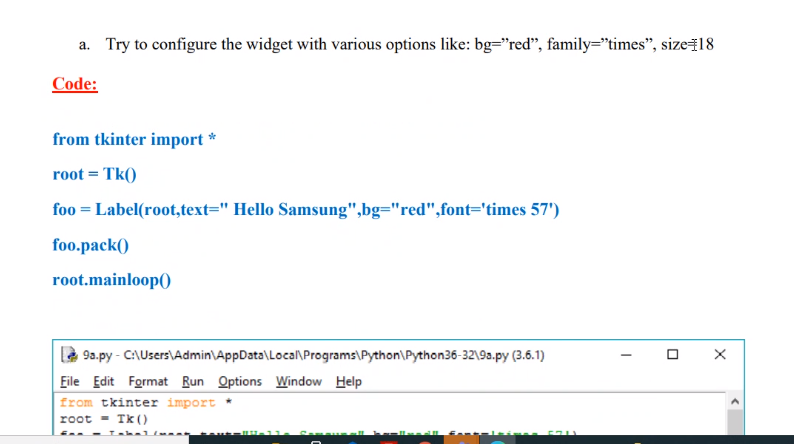 a. Try to configure the widget with various options like: bg=”red”, family=”times”, size=18
Code:
from tkinter import *
root = Tk()
foo = Label(root,text=" Hello Samsung",bg="red",font='times 57')
foo.pack()
root.mainloop()
9a.py - C:\Users\Admin\AppData\Local\Programs\Python\Python36-32\9a.py (3.6.1)
File Edit Format Run Options Window Help
from tkinter import *
root = Tk()